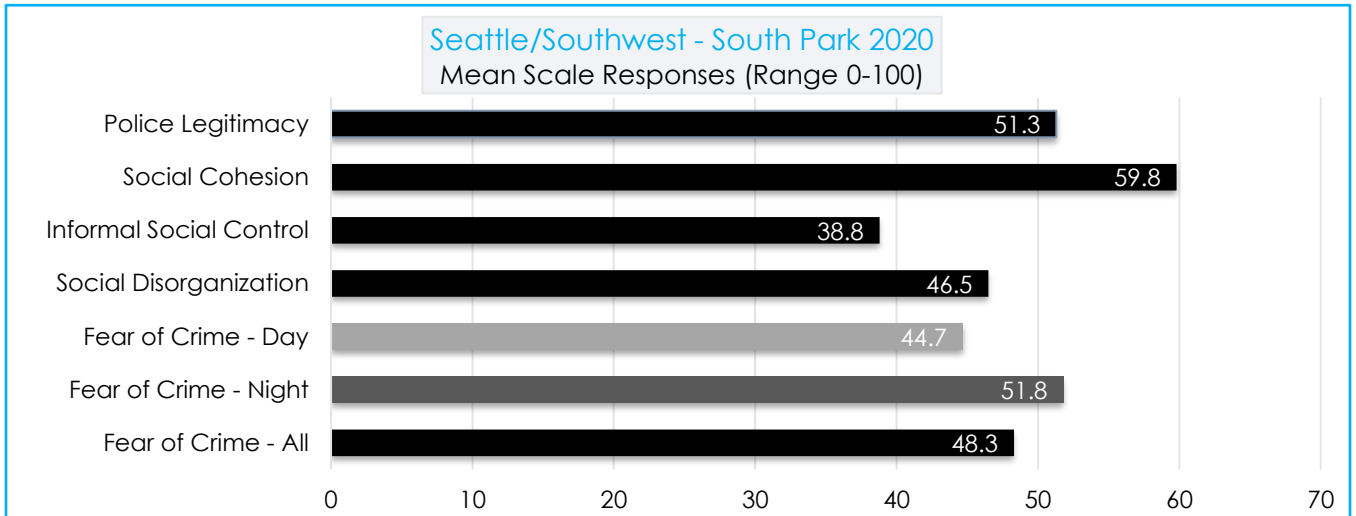 Seattle/Southwest - South Park 2020
Mean Scale Responses (Range 0-100)
Police Legitimacy 51.3
Social Cohesion 59.8
Informal Social Control 38.8
Social Disorganization 46.5
Fear of Crime - Day 44.7
Fear of Crime - Night 51.8
Fear of Crime - All 48.3
0 10 20 30 40 50 60 70